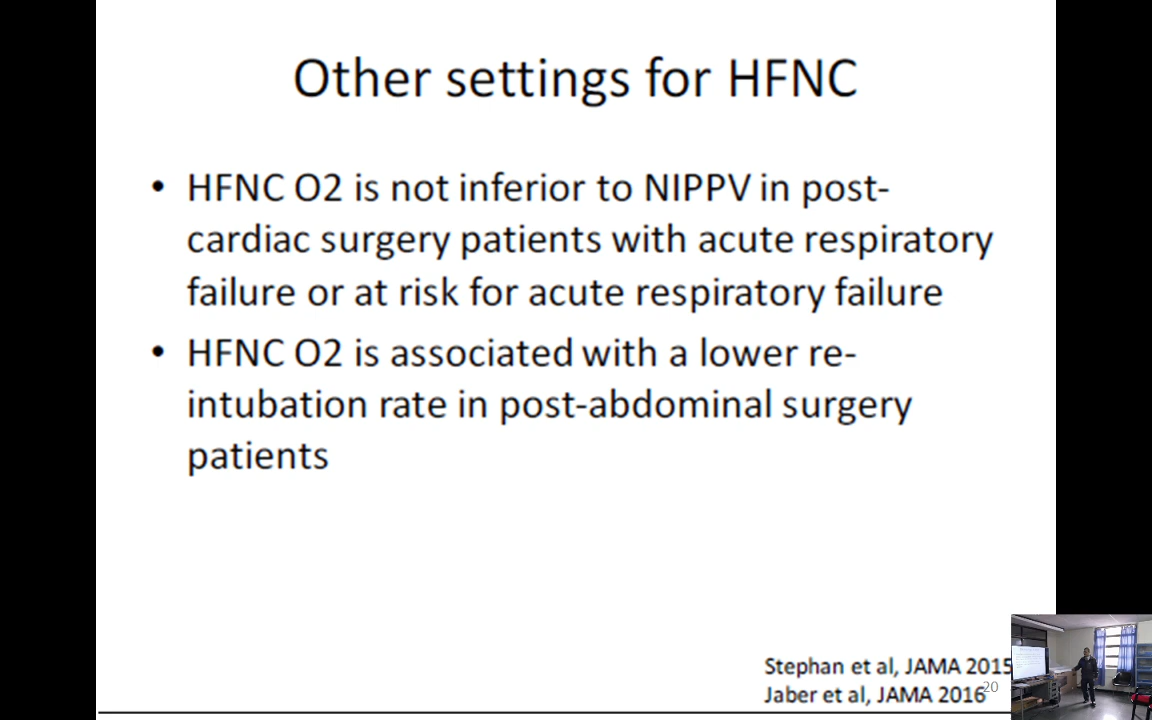 Other settings for HFNC
• HFNC O2 is not inferior to NIPPV in post-
cardiac surgery patients with acute respiratory
failure or at risk for acute respiratory failure
• HFNC O2 is associated with a lower re-
intubation rate in post-abdominal surgery
patients
Stephan et al, JAMA 2015
Jaber et al, JAMA 2016
20